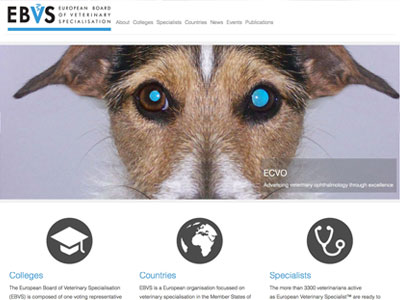 EBVS
EUROPEAN BOARD
OF VETERINARY
SPECIALISATION
About Colleges Specialists Countries News Events Publications
ECVO
Advancing veterinary ophthalmology through excellence
Colleges
The European Board of Veterinary Specialisation
(EBVS) is composed of one voting representative
Countries
EBVS is a European organisation focussed on
veterinary specialisation in the Member States of
Specialists
The more than 3300 veterinarians active
as European Veterinary Specialist™ are ready to